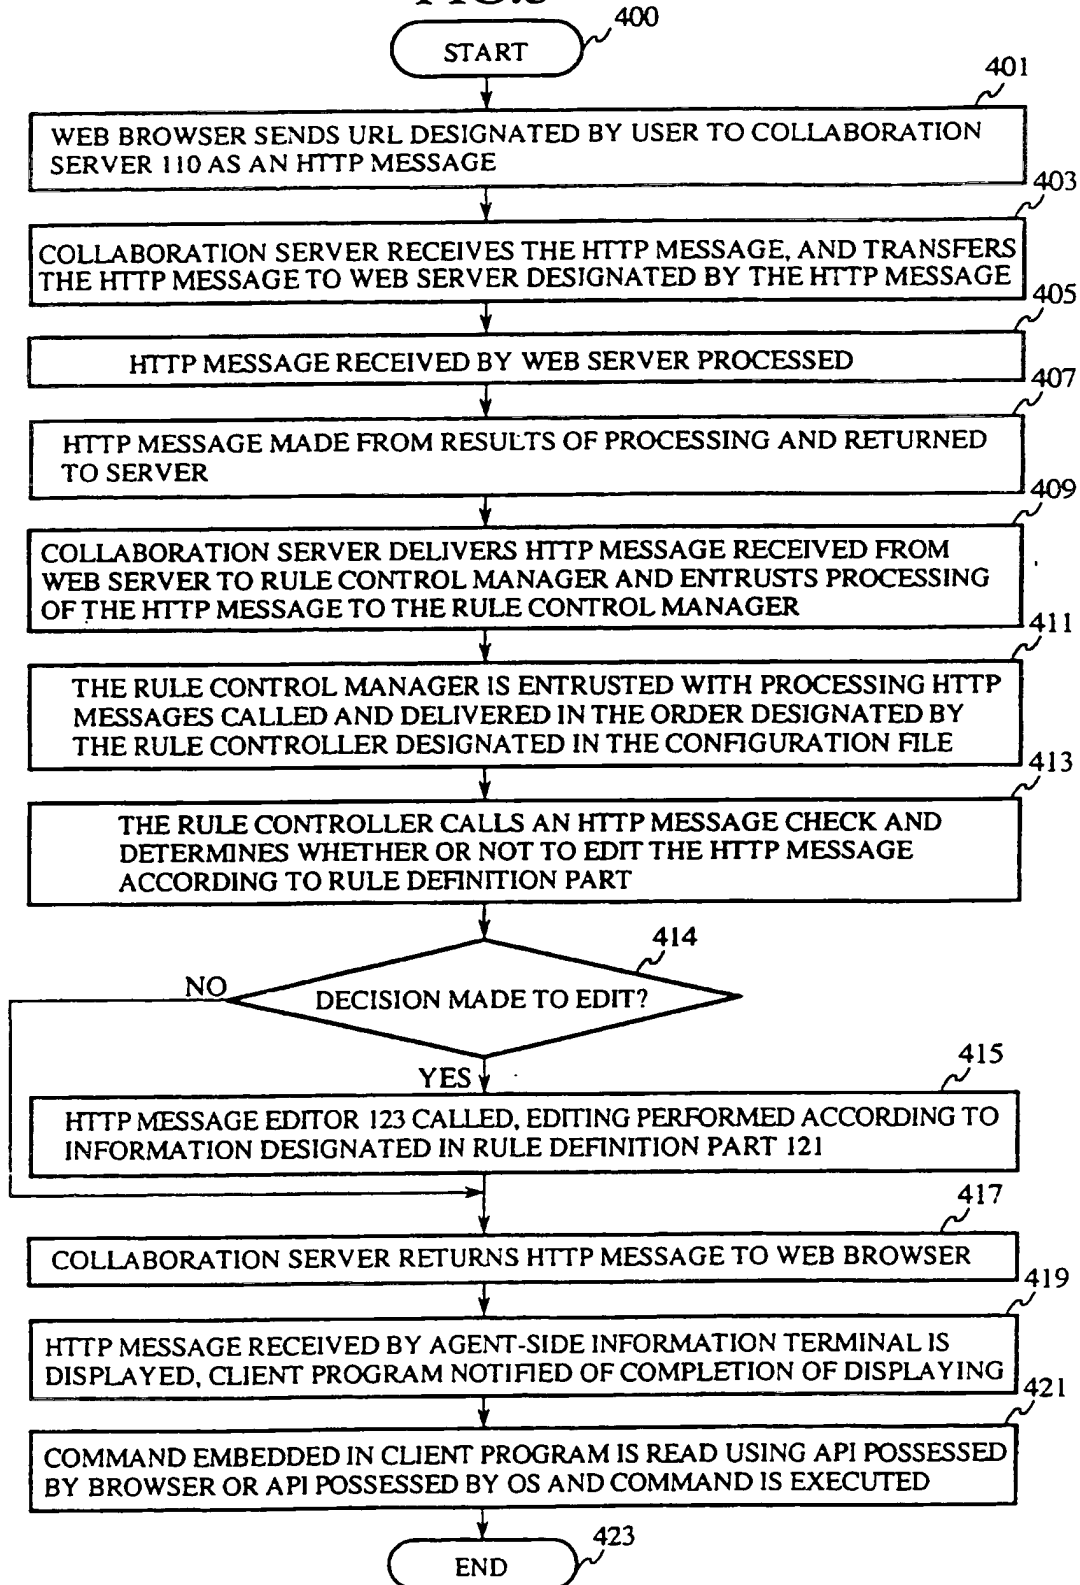 400
START
401
WEB BROWSER SENDS URL DESIGNATED BY USER TO COLLABORATION
SERVER 110 AS AN HTTP MESSAGE
403
COLLABORATION SERVER RECEIVES THE HTTP MESSAGE, AND TRANSFERS
THE HTTP MESSAGE TO WEB SERVER DESIGNATED BY THE HTTP MESSAGE
405
HTTP MESSAGE RECEIVED BY WEB SERVER PROCESSED
407
HTTP MESSAGE MADE FROM RESULTS OF PROCESSING AND RETURNED
TO SERVER
409
COLLABORATION SERVER DELIVERS HTTP MESSAGE RECEIVED FROM
WEB SERVER TO RULE CONTROL MANAGER AND ENTRUSTS PROCESSING
OF THE HTTP MESSAGE TO THE RULE CONTROL MANAGER
411
THE RULE CONTROL MANAGER IS ENTRUSTED WITH PROCESSING HTTP
MESSAGES CALLED AND DELIVERED IN THE ORDER DESIGNATED BY
THE RULE CONTROLLER DESIGNATED IN THE CONFIGURATION FILE
413
THE RULE CONTROLLER CALLS AN HTTP MESSAGE CHECK AND
DETERMINES WHETHER OR NOT TO EDIT THE HTTP MESSAGE
ACCORDING TO RULE DEFINITION PART
414
NO
DECISION MADE TO EDIT?
YES
415
HTTP MESSAGE EDITOR 123 CALLED, EDITING PERFORMED ACCORDING TO
INFORMATION DESIGNATED IN RULE DEFINITION PART 121
417
COLLABORATION SERVER RETURNS HTTP MESSAGE TO WEB BROWSER
419
HTTP MESSAGE RECEIVED BY AGENT-SIDE INFORMATION TERMINAL IS
DISPLAYED, CLIENT PROGRAM NOTIFIED OF COMPLETION OF DISPLAYING
421
COMMAND EMBEDDED IN CLIENT PROGRAM IS READ USING API POSSESSED
BY BROWSER OR API POSSESSED BY OS AND COMMAND IS EXECUTED
423
END